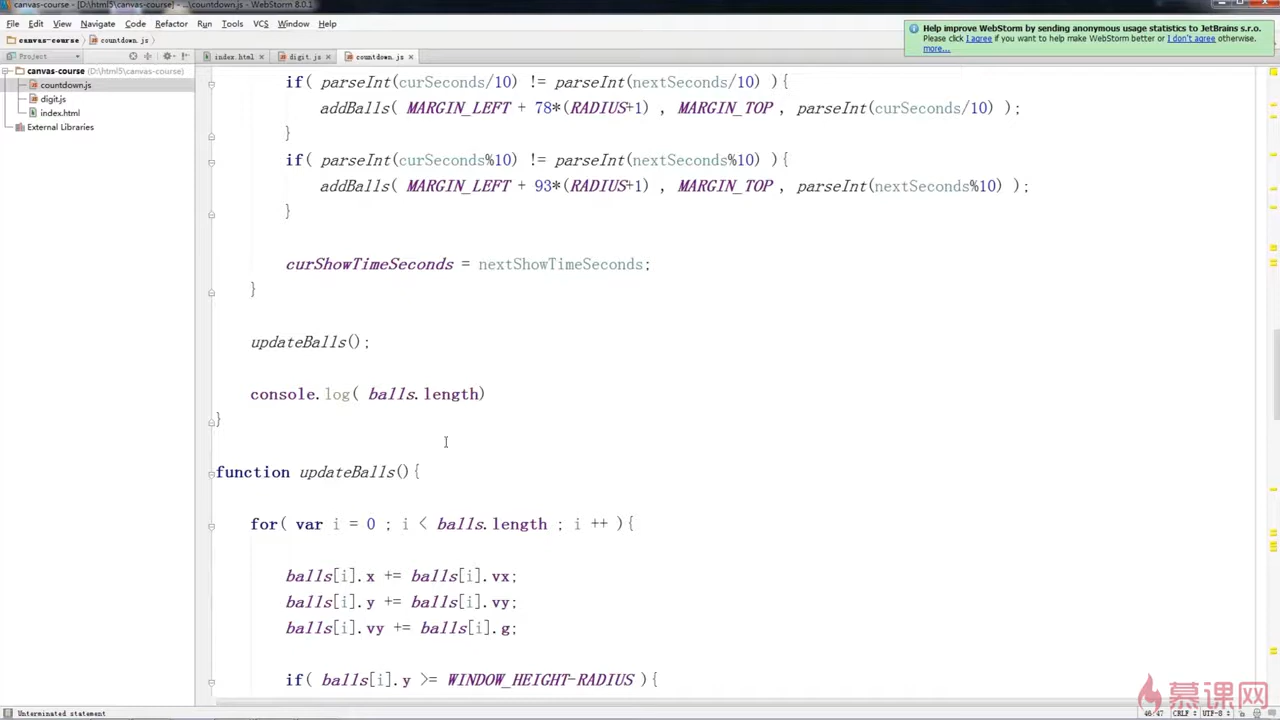 canvas-course - [D:\html5\canvas-course] - ...\countdown.js - WebStorm 8.0.1
File Edit View Navigate Code Refactor Run Tools VCS Window Help
canvas-course countdown.js
Help improve WebStorm by sending anonymous usage statistics to JetBrains s.r.o.
Please click I agree if you want to help make WebStorm better or I don't agree otherwise.
more...
Project
index.html digit.js countdown.js
canvas-course (D:\html5\canvas-course)
countdown.js
digit.js
index.html
External Libraries
if( parseInt(curSeconds/10) != parseInt(nextSeconds/10) ){
addBalls( MARGIN_LEFT + 78*(RADIUS+1) , MARGIN_TOP , parseInt(curSeconds/10) );
}
if( parseInt(curSeconds%10) != parseInt(nextSeconds%10) ){
addBalls( MARGIN_LEFT + 93*(RADIUS+1) , MARGIN_TOP , parseInt(nextSeconds%10) );
}
curShowTimeSeconds = nextShowTimeSeconds;
}
updateBalls();
console.log( balls.length)
}
function updateBalls(){
for( var i = 0 ; i < balls.length ; i ++ ){
balls[i].x += balls[i].vx;
balls[i].y += balls[i].vy;
balls[i].vy += balls[i].g;
if( balls[i].y >= WINDOW_HEIGHT-RADIUS ){
慕课网
Unterminated statement
46:47 CRLF UTF-8